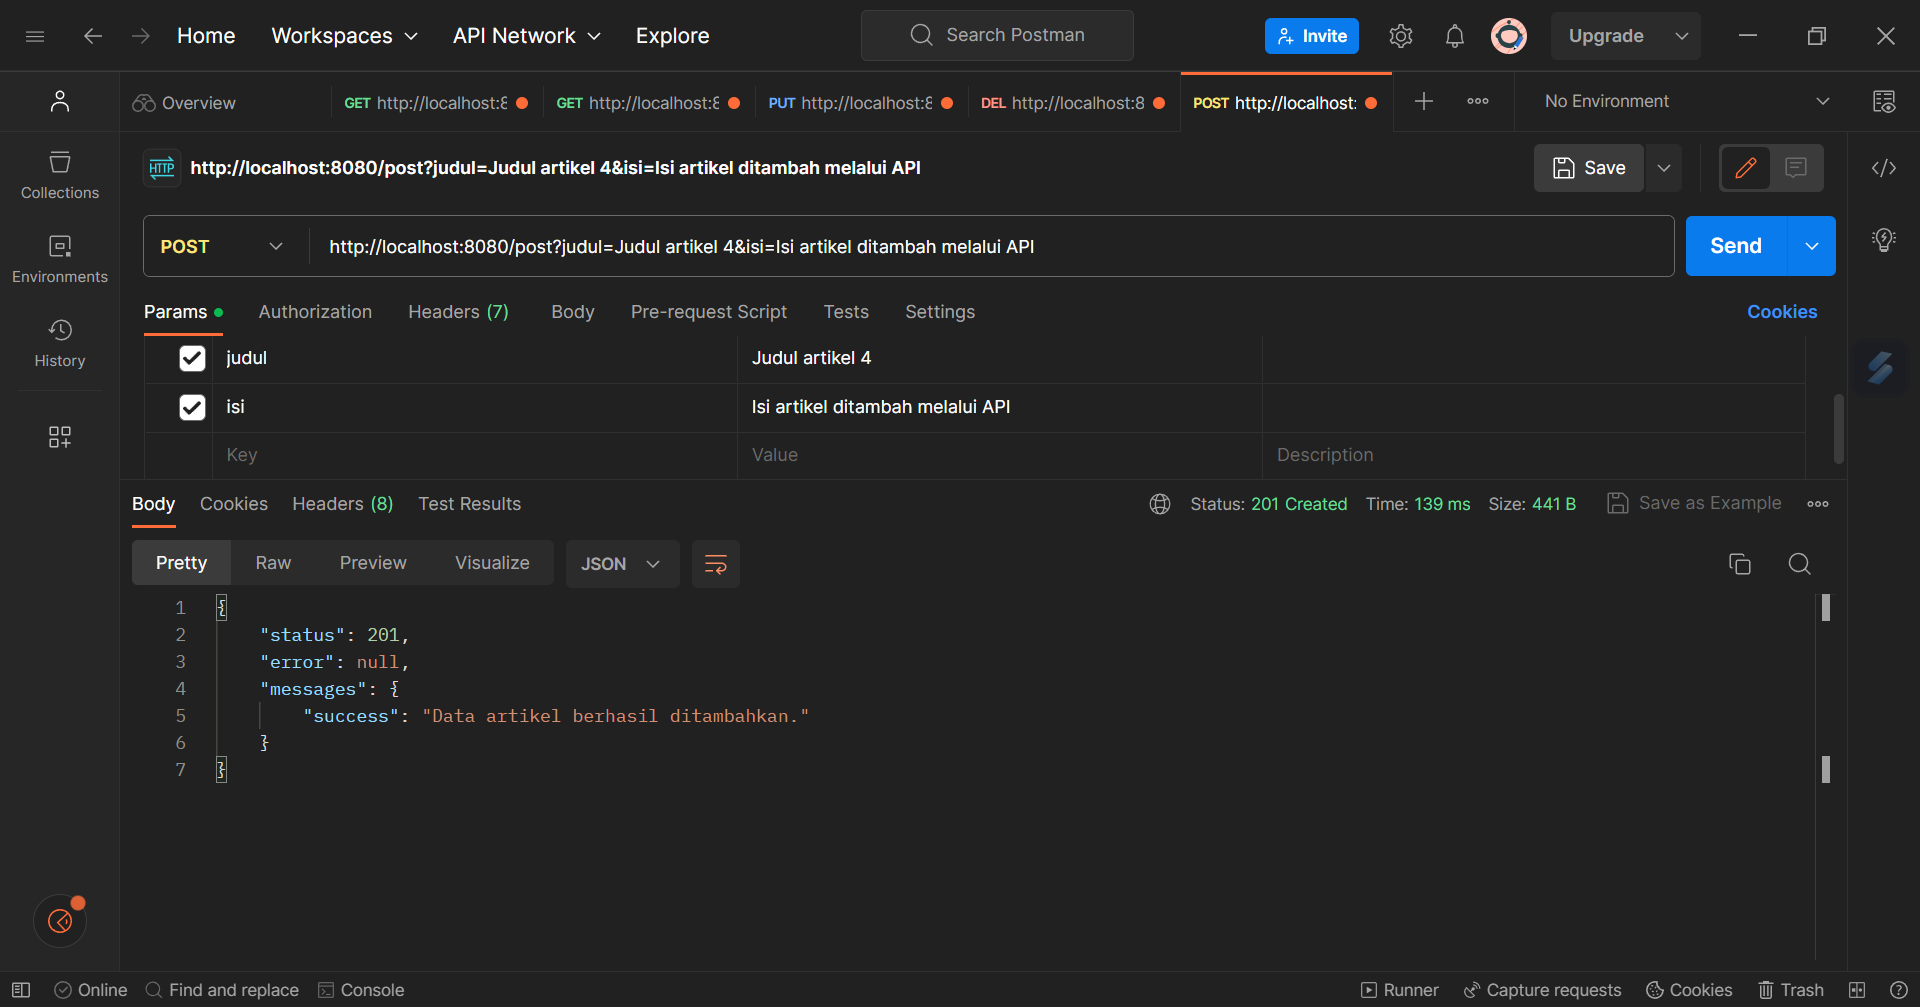 Home Workspaces API Network Explore Search Postman Invite Upgrade
Overview GET http://localhost:8 GET http://localhost:8 PUT http://localhost:8 DEL http://localhost:8 POST http://localhost: No Environment
HTTP http://localhost:8080/post?judul=Judul artikel 4&isi=Isi artikel ditambah melalui API Save
Collections
POST http://localhost:8080/post?judul=Judul artikel 4&isi=Isi artikel ditambah melalui API Send
Environments
Params Authorization Headers (7) Body Pre-request Script Tests Settings Cookies
History
judul Judul artikel 4
isi Isi artikel ditambah melalui API
Key Value Description
Body Cookies Headers (8) Test Results Status: 201 Created Time: 139 ms Size: 441 B Save as Example
Pretty Raw Preview Visualize JSON
1 {
2 "status": 201,
3 "error": null,
4 "messages": {
5 "success": "Data artikel berhasil ditambahkan."
6 }
7 }
Online Find and replace Console Runner Capture requests Cookies Trash